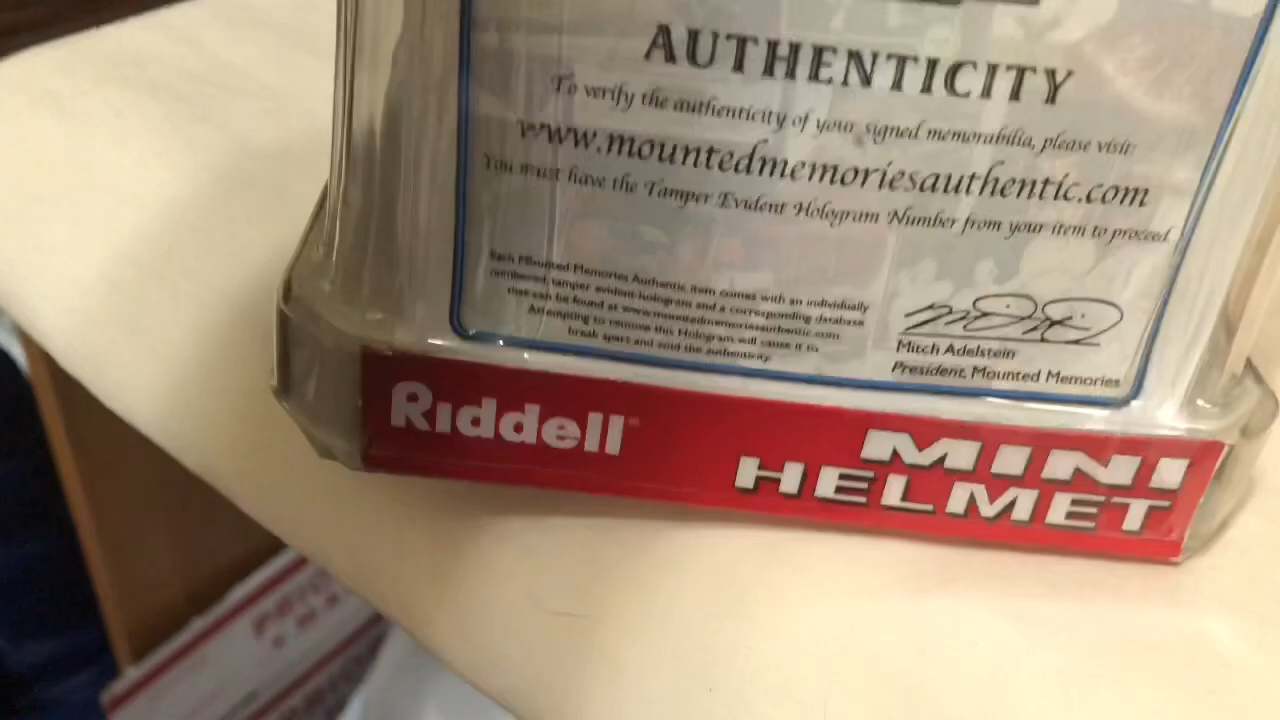 AUTHENTICITY
To verify the authenticity of your signed memorabilia, please visit:
www.mountedmemoriesauthentic.com
You must have the Tamper Evident Hologram Number from your item to proceed.
Each Mounted Memories Authentic item comes with an individually
numbered, tamper evident hologram and a corresponding database
that can be found at www.mountedmemoriesauthentic.com.
Attempting to remove this Hologram will cause it to
break apart and void the authenticity.
Mitch Adelstein
President, Mounted Memories
Riddell
MINI
HELMET